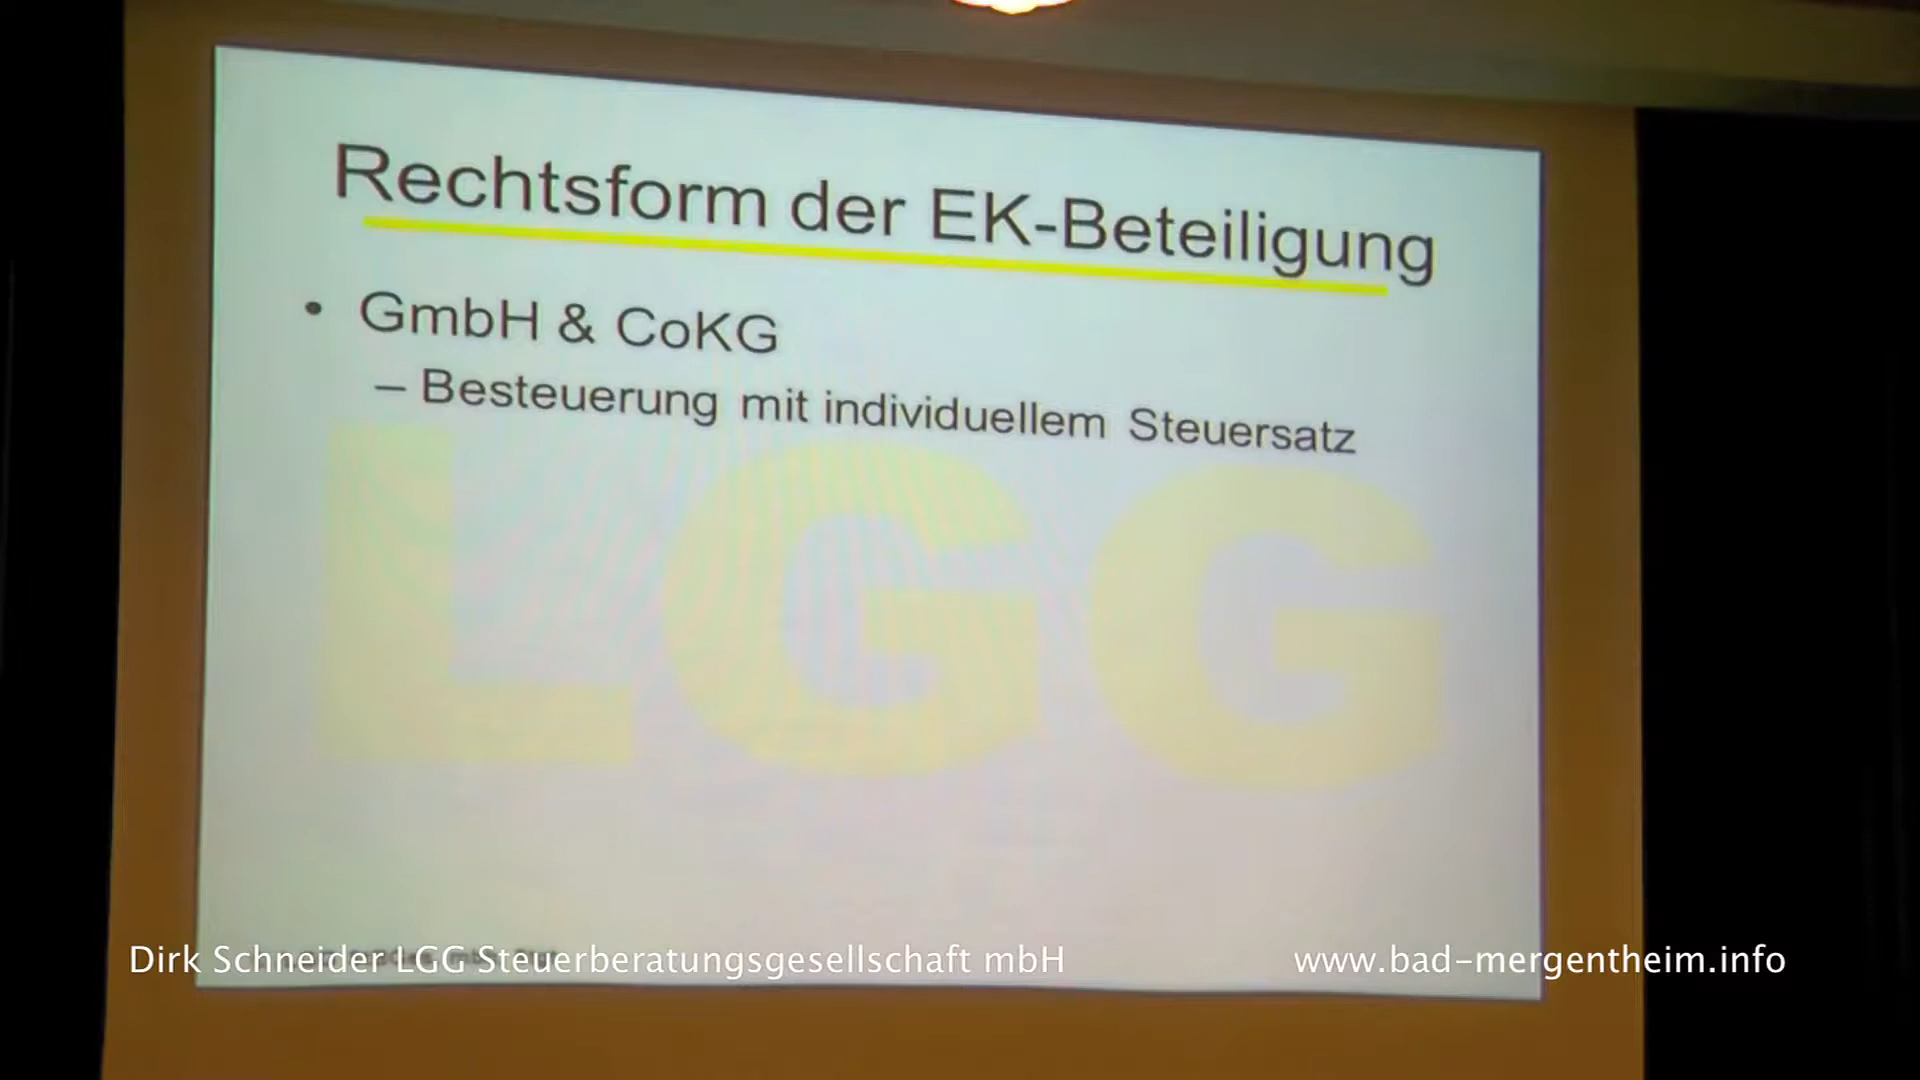 Rechtsform der EK-Beteiligung
• GmbH & CoKG
– Besteuerung mit individuellem Steuersatz
LGG
Dirk Schneider LGG Steuerberatungsgesellschaft mbH
www.bad-mergentheim.info